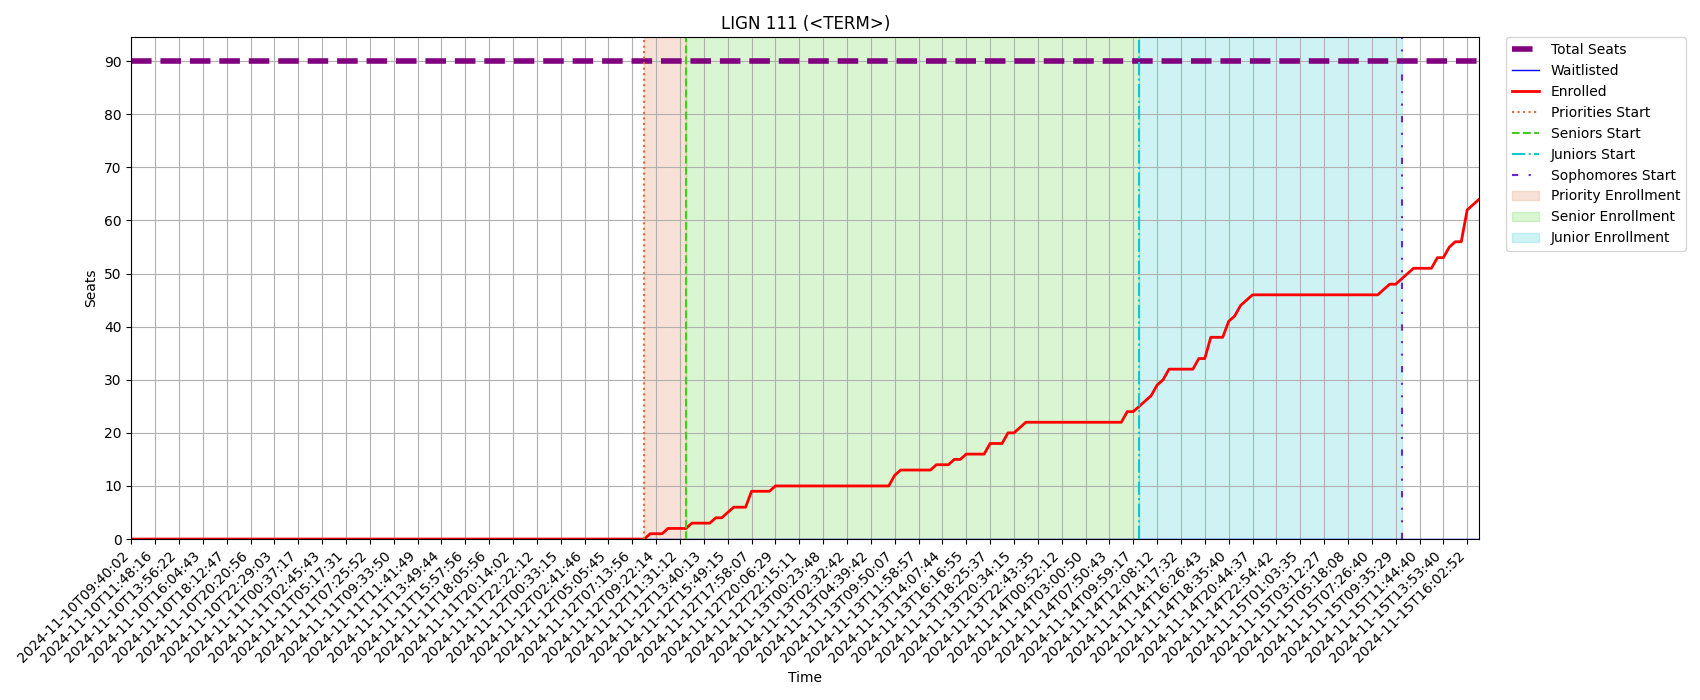 LIGN 111 (<TERM>)
Total Seats
Waitlisted
Enrolled
Priorities Start
Seniors Start
Juniors Start
Sophomores Start
Priority Enrollment
Senior Enrollment
Junior Enrollment
Seats
90
80
70
60
50
40
30
20
10
0
2024-11-10T09:40:02
2024-11-10T11:48:16
2024-11-10T13:56:22
2024-11-10T16:04:43
2024-11-10T18:12:47
2024-11-10T20:20:56
2024-11-10T22:29:03
2024-11-11T00:37:17
2024-11-11T02:45:43
2024-11-11T05:17:31
2024-11-11T07:25:52
2024-11-11T09:33:50
2024-11-11T11:41:49
2024-11-11T13:49:44
2024-11-11T15:57:56
2024-11-11T18:05:56
2024-11-11T20:14:02
2024-11-11T22:22:12
2024-11-12T00:33:15
2024-11-12T02:41:46
2024-11-12T05:05:45
2024-11-12T07:13:56
2024-11-12T09:22:14
2024-11-12T11:31:12
2024-11-12T13:40:13
2024-11-12T15:49:15
2024-11-12T17:58:07
2024-11-12T20:06:29
2024-11-12T22:15:11
2024-11-13T00:23:48
2024-11-13T02:32:42
2024-11-13T04:39:42
2024-11-13T09:50:07
2024-11-13T11:58:57
2024-11-13T14:07:44
2024-11-13T16:16:55
2024-11-13T18:25:37
2024-11-13T20:34:15
2024-11-13T22:43:35
2024-11-14T00:52:12
2024-11-14T03:00:50
2024-11-14T07:50:43
2024-11-14T09:59:17
2024-11-14T12:08:12
2024-11-14T14:17:32
2024-11-14T16:26:43
2024-11-14T18:35:40
2024-11-14T20:44:37
2024-11-14T22:54:42
2024-11-15T01:03:35
2024-11-15T03:12:27
2024-11-15T05:18:08
2024-11-15T07:26:40
2024-11-15T09:35:29
2024-11-15T11:44:40
2024-11-15T13:53:40
2024-11-15T16:02:52
Time